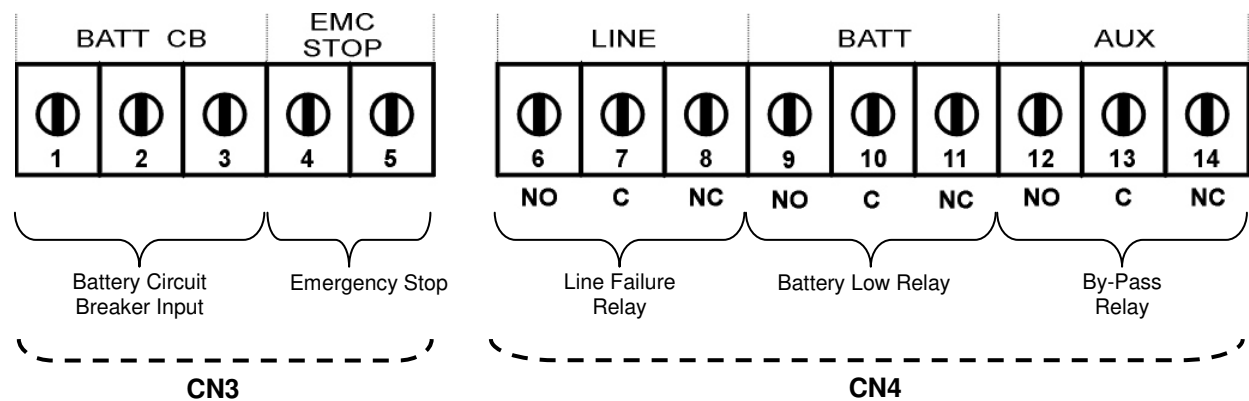 BATT CB
EMC
STOP
LINE
BATT
AUX
1 2 3 4 5
6 7 8 9 10 11 12 13 14
NO C NC NO C NC NO C NC
Battery Circuit
Breaker Input
Emergency Stop
Line Failure
Relay
Battery Low Relay
By-Pass
Relay
CN3
CN4